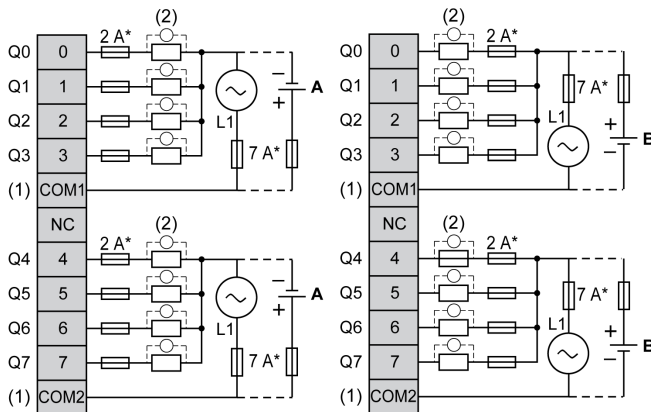 (2)
Q0 0 2 A*
Q1 1 − A
Q2 2 +
L1
Q3 3 7 A*
(1) COM1
NC
(2)
Q4 4 2 A*
Q5 5 − A
Q6 6 +
L1
Q7 7 7 A*
(1) COM2
(2)
Q0 0 2 A*
Q1 1 7 A*
Q2 2 L1 +
Q3 3 − B
(1) COM1
NC
(2)
Q4 4 2 A*
Q5 5 7 A*
Q6 6 L1 +
Q7 7 − B
(1) COM2